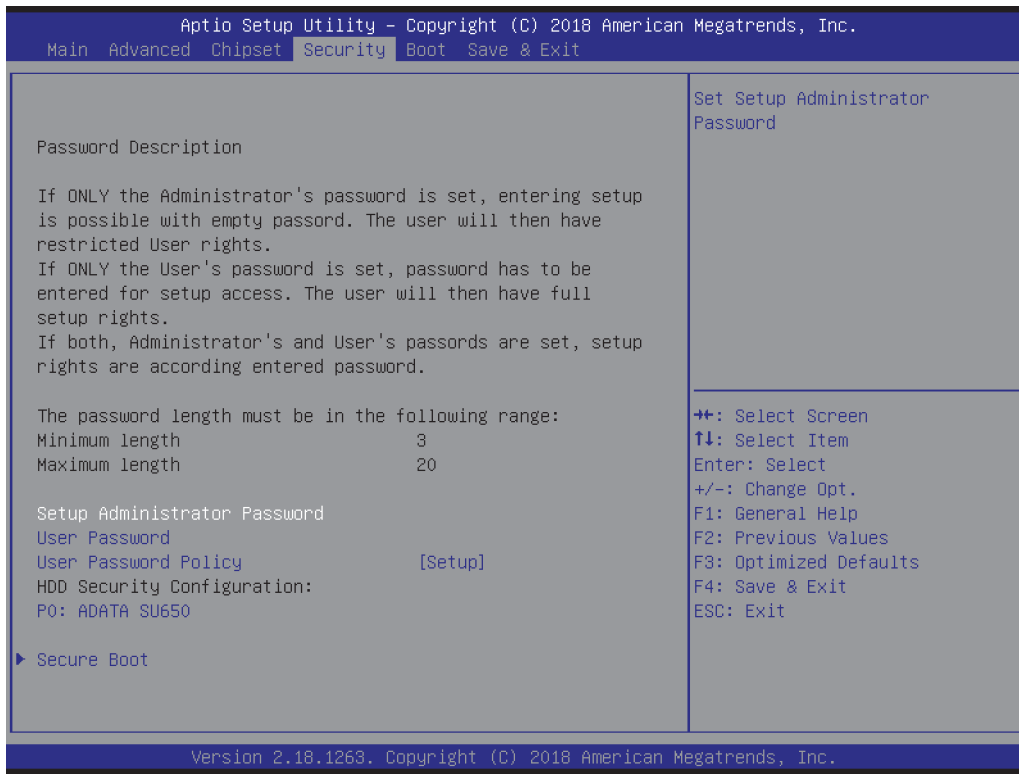 Aptio Setup Utility – Copyright (C) 2018 American Megatrends, Inc.
Main Advanced Chipset Security Boot Save & Exit
Password Description
If ONLY the Administrator's password is set, entering setup
is possible with empty passord. The user will then have
restricted User rights.
If ONLY the User's password is set, password has to be
entered for setup access. The user will then have full
setup rights.
If both, Administrator's and User's passords are set, setup
rights are according entered password.
The password length must be in the following range:
Minimum length 3
Maximum length 20
Setup Administrator Password
User Password
User Password Policy [Setup]
HDD Security Configuration:
P0: ADATA SU650
Secure Boot
Set Setup Administrator
Password
→←: Select Screen
↑↓: Select Item
Enter: Select
+/-: Change Opt.
F1: General Help
F2: Previous Values
F3: Optimized Defaults
F4: Save & Exit
ESC: Exit
Version 2.18.1263. Copyright (C) 2018 American Megatrends, Inc.